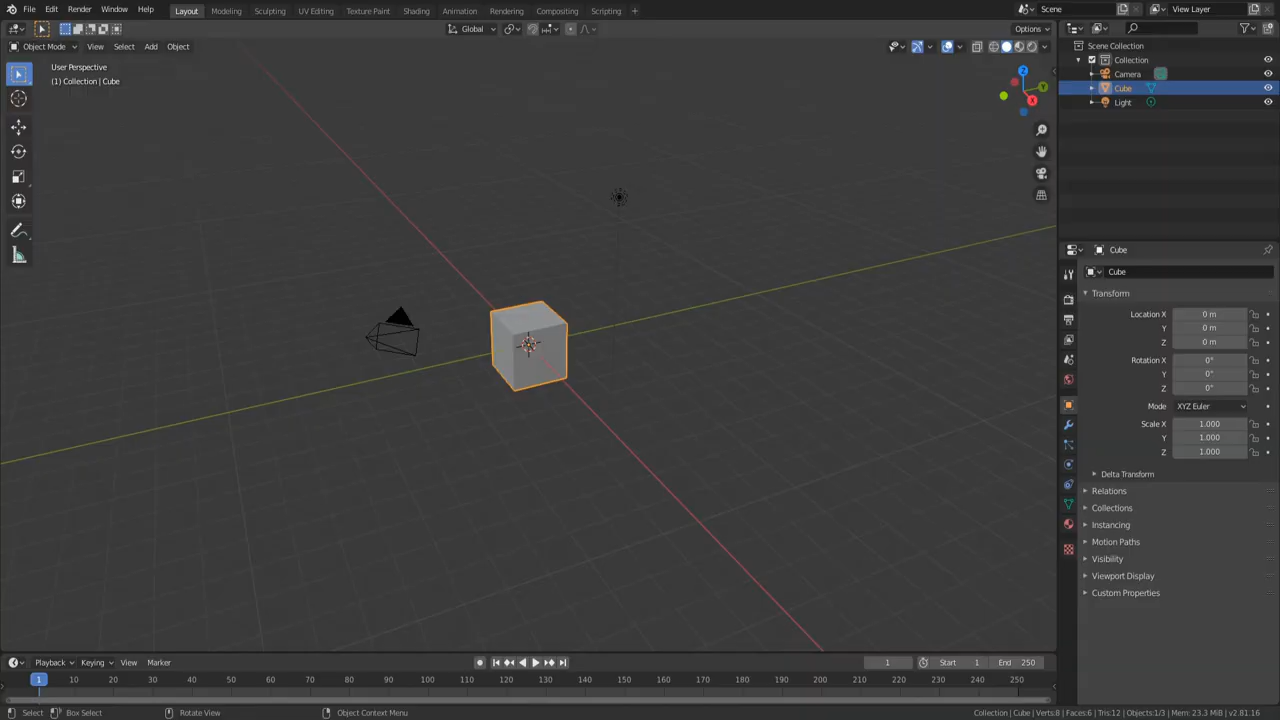 File Edit Render Window Help Layout Modeling Sculpting UV Editing Texture Paint Shading Animation Rendering Compositing Scripting + Scene View Layer
Global Options
Object Mode View Select Add Object
User Perspective
(1) Collection | Cube
Z
Y
X
Scene Collection
Collection
Camera
Cube
Light
Cube
Cube
Transform
Location X 0 m
Y 0 m
Z 0 m
Rotation X 0°
Y 0°
Z 0°
Mode XYZ Euler
Scale X 1.000
Y 1.000
Z 1.000
Delta Transform
Relations
Collections
Instancing
Motion Paths
Visibility
Viewport Display
Custom Properties
Playback Keying View Marker 1 Start 1 End 250
1 10 20 30 40 50 60 70 80 90 100 110 120 130 140 150 160 170 180 190 200 210 220 230 240 250
Select Box Select Rotate View Object Context Menu Collection | Cube | Verts:8 | Faces:6 | Tris:12 | Objects:1/3 | Mem: 23.3 MiB | v2.81.16